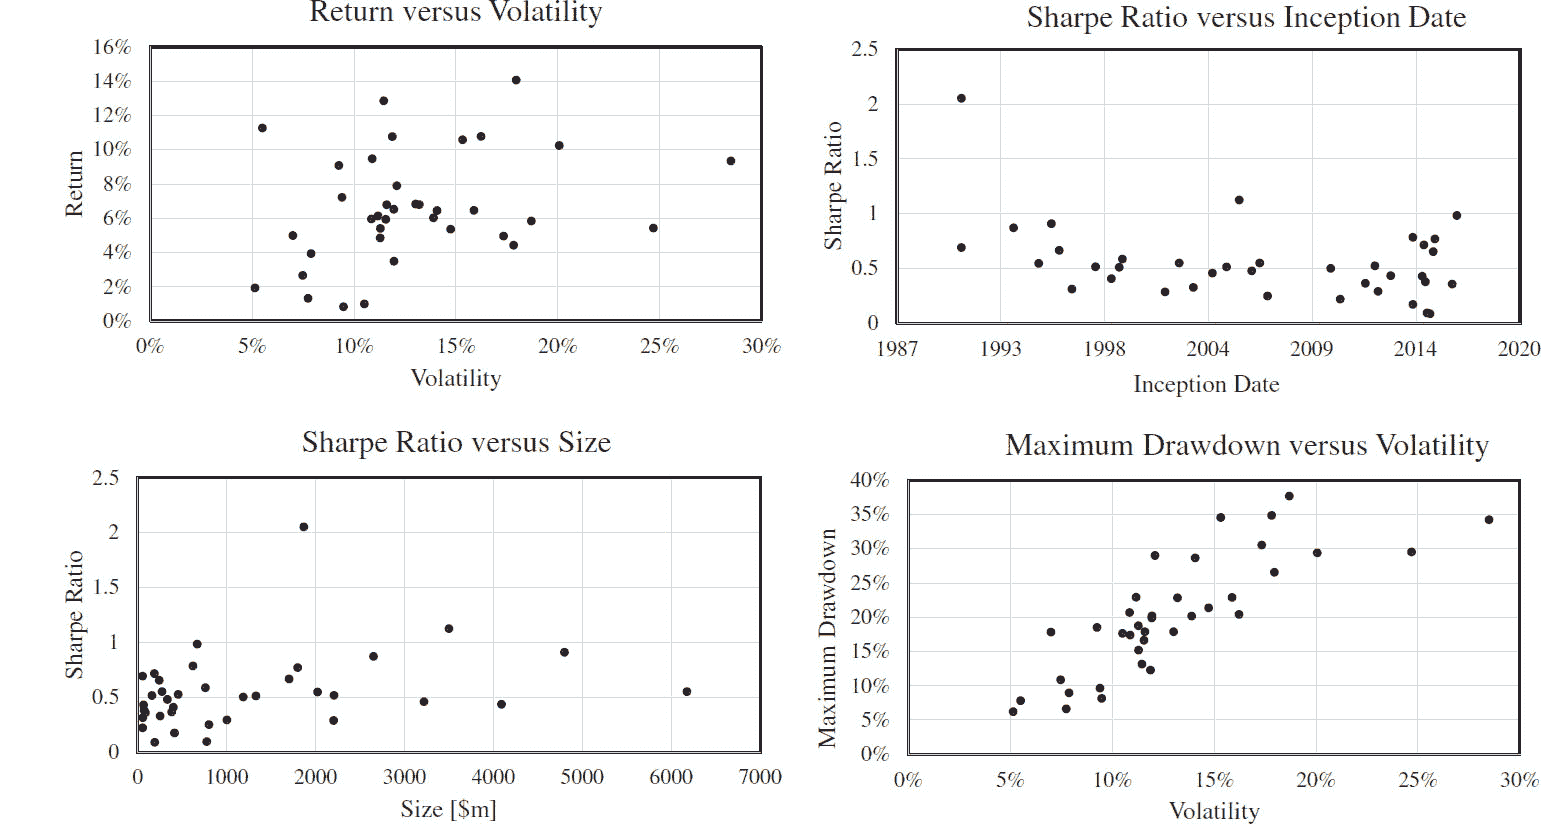 Return versus Volatility
16%
14%
12%
10%
8%
6%
4%
2%
0%
Return
0% 5% 10% 15% 20% 25% 30%
Volatility
Sharpe Ratio versus Inception Date
2.5
2
1.5
1
0.5
0
Sharpe Ratio
1987 1993 1998 2004 2009 2014 2020
Inception Date
Sharpe Ratio versus Size
2.5
2
1.5
1
0.5
0
Sharpe Ratio
0 1000 2000 3000 4000 5000 6000 7000
Size [$m]
Maximum Drawdown versus Volatility
40%
35%
30%
25%
20%
15%
10%
5%
0%
Maximum Drawdown
0% 5% 10% 15% 20% 25% 30%
Volatility